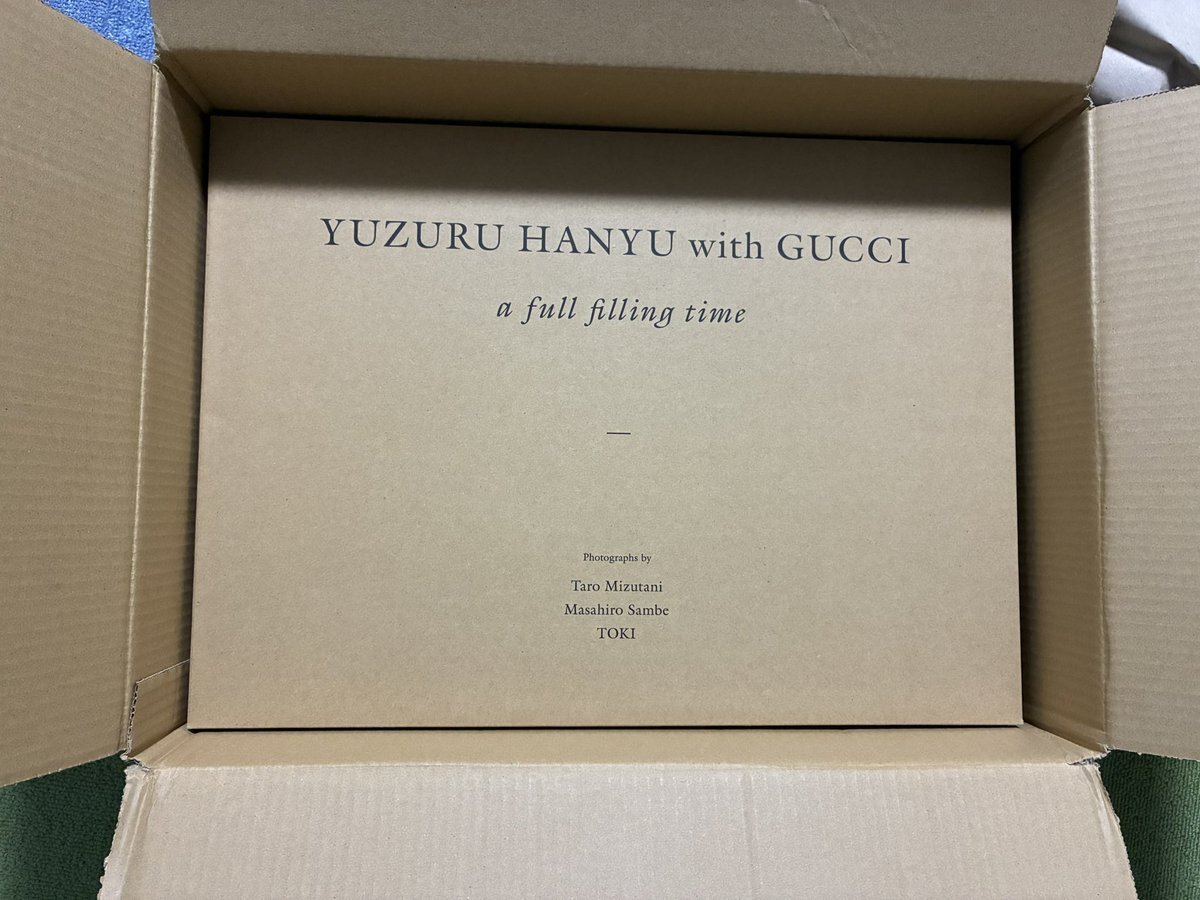 YUZURU HANYU with GUCCI
a full filling time
—
Photographs by
Taro Mizutani
Masahiro Sambe
TOKI